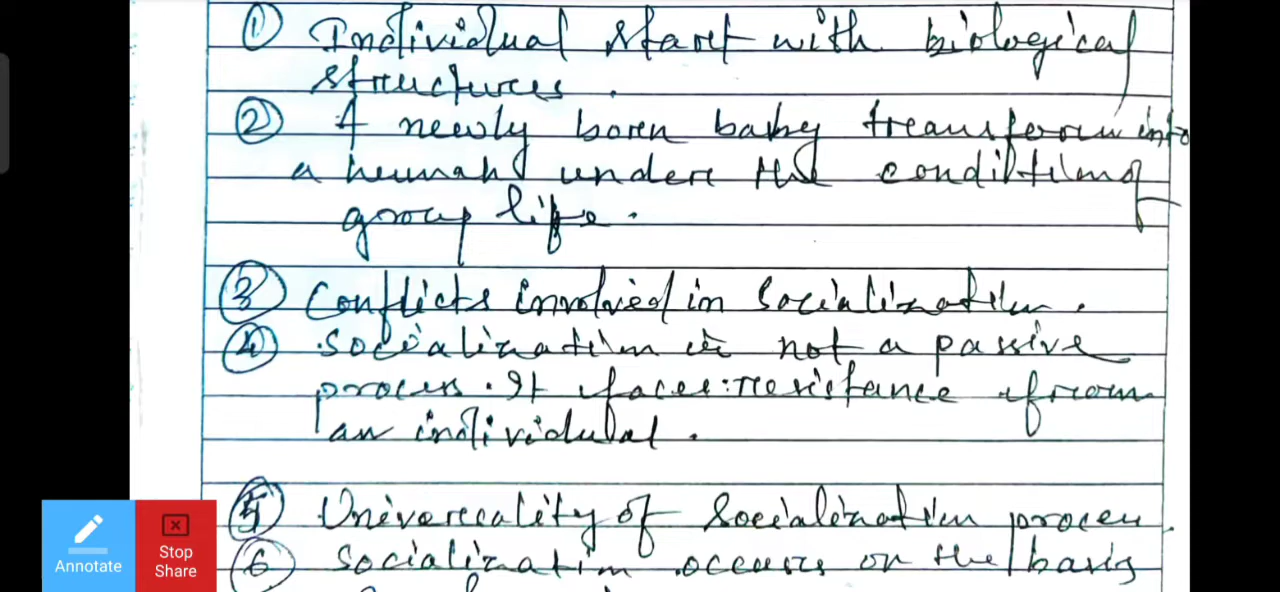 ① Individual start with biological
structures.
② A newly born baby transform into
a human under the condition of
group life.
③ Conflicts involved in Socialization.
④ Socialization is not a passive
process. It faces resistance from
an individual.
⑤ Universality of Socialization process.
⑥ Socialization occurs on the basis
Annotate
Stop
Share